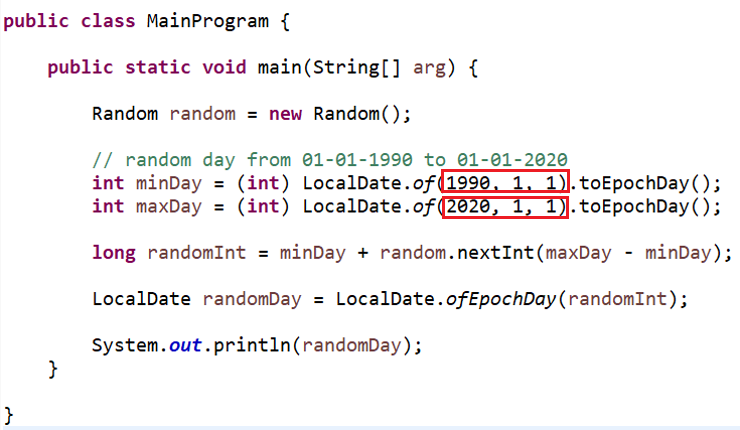 public class MainProgram {
public static void main(String[] arg) {
Random random = new Random();
// random day from 01-01-1990 to 01-01-2020
int minDay = (int) LocalDate.of(1990, 1, 1).toEpochDay();
int maxDay = (int) LocalDate.of(2020, 1, 1).toEpochDay();
long randomInt = minDay + random.nextInt(maxDay - minDay);
LocalDate randomDay = LocalDate.ofEpochDay(randomInt);
System.out.println(randomDay);
}
}